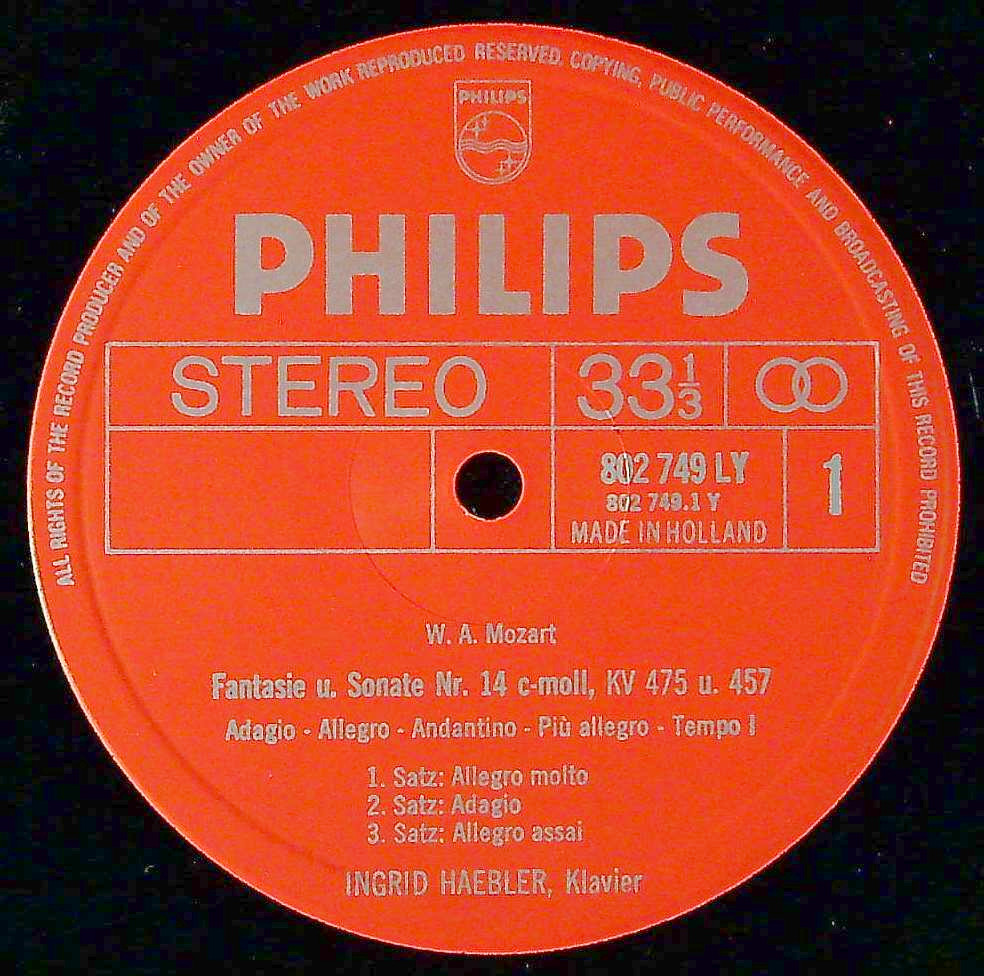 ALL RIGHTS OF THE RECORD PRODUCER AND OF THE OWNER OF THE WORK REPRODUCED RESERVED. COPYING, PUBLIC PERFORMANCE AND BROADCASTING OF THIS RECORD PROHIBITED
PHILIPS
PHILIPS
STEREO 33 1/3
802 749 LY 1
802 749.1 Y
MADE IN HOLLAND
W. A. Mozart
Fantasie u. Sonate Nr. 14 c-moll, KV 475 u. 457
Adagio - Allegro - Andantino - Più allegro - Tempo I
1. Satz: Allegro molto
2. Satz: Adagio
3. Satz: Allegro assai
INGRID HAEBLER, Klavier